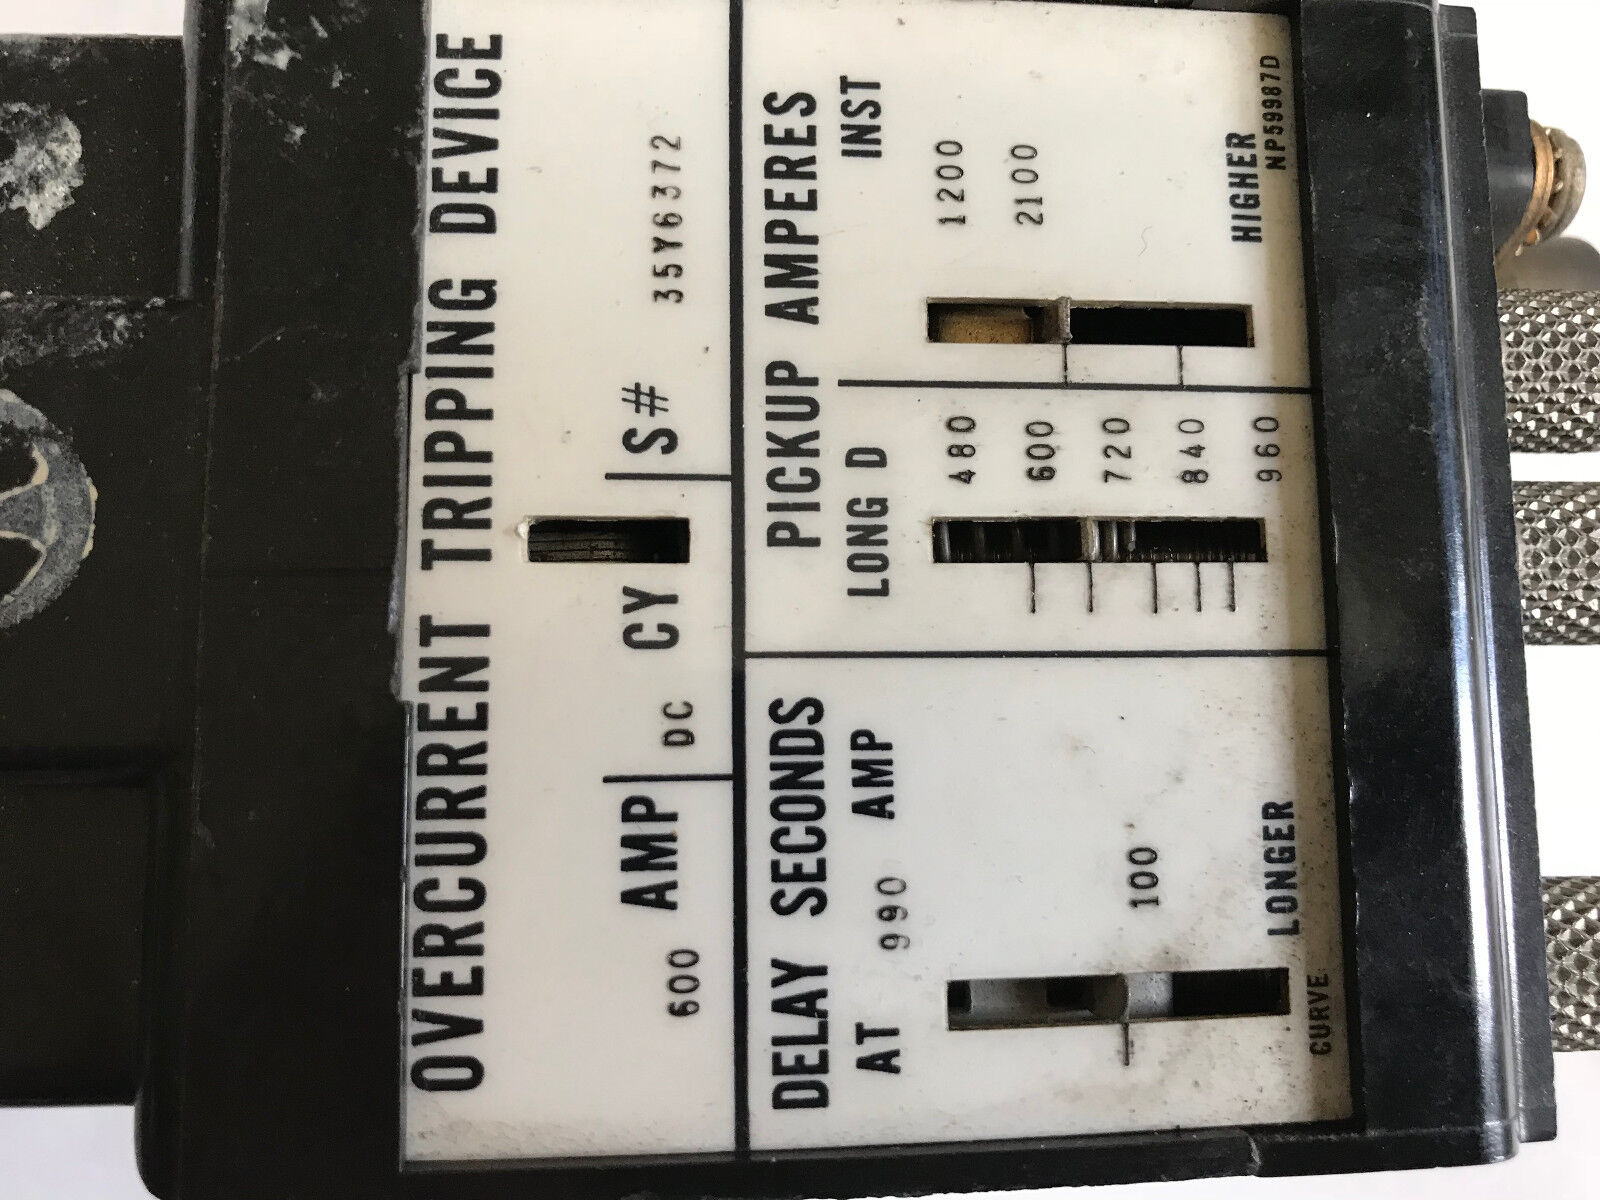 OVERCURRENT TRIPPING DEVICE
600 AMP DC CY S# 35Y6372
DELAY SECONDS
AT 990 AMP
100
LONGER
CURVE
PICKUP AMPERES
LONG D
480
600
720
840
960
INST
1200
2100
HIGHER
NP59987D